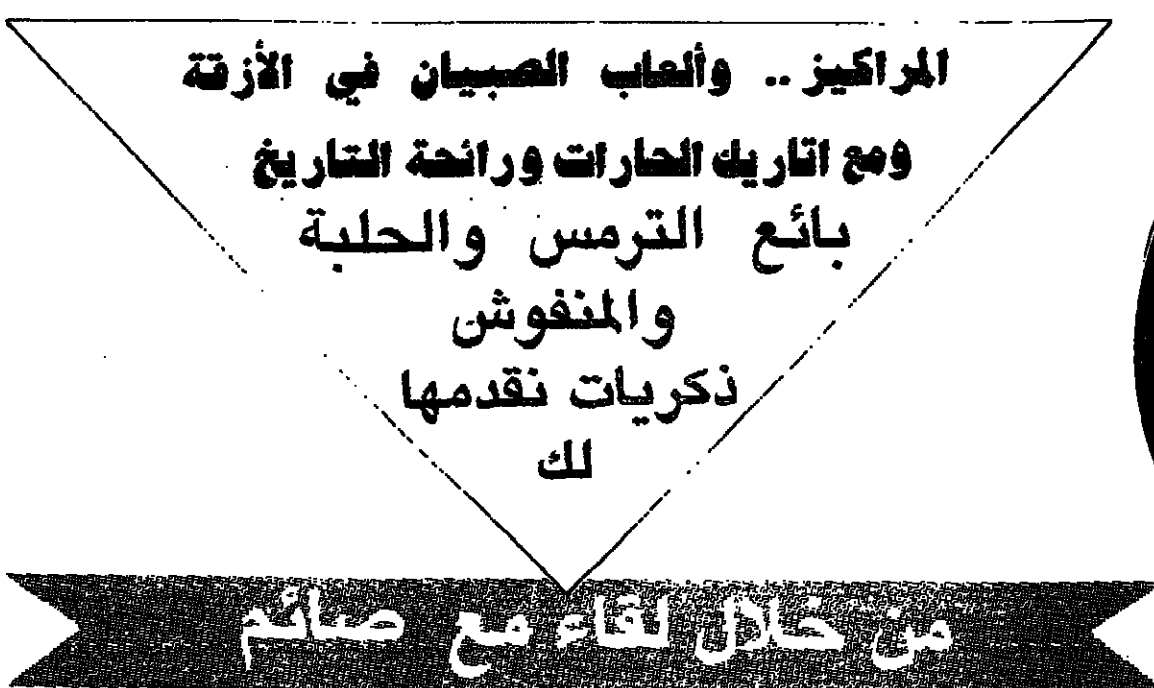 المراكيز .. وألعاب الصبيان في الأزقة
ومع اتاريك الحارات ورائحة التاريخ
بائع الترمس والحلبة
والمنفوش
ذكريات نقدمها
لك
من خلال لقاء مع صائم